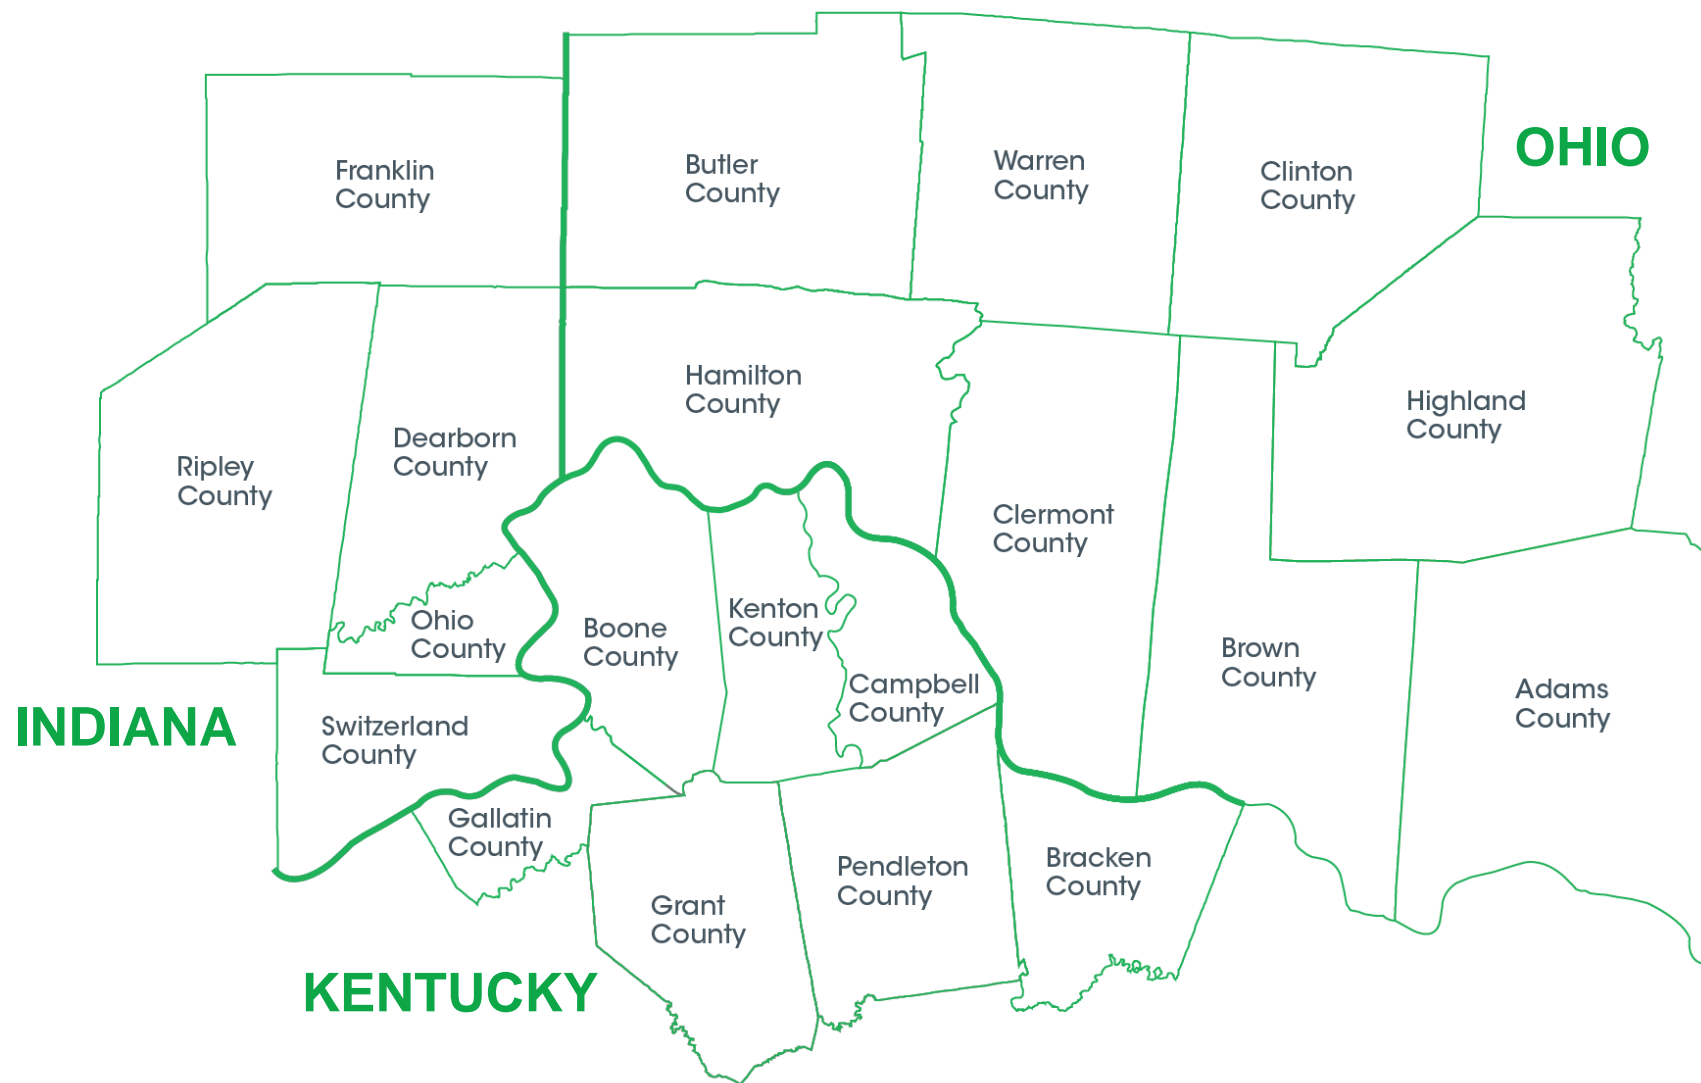 OHIO
Franklin
County
Butler
County
Warren
County
Clinton
County
Hamilton
County
Highland
County
Dearborn
County
Ripley
County
Clermont
County
Ohio
County
Boone
County
Kenton
County
Brown
County
Campbell
County
Adams
County
INDIANA
Switzerland
County
Gallatin
County
Pendleton
County
Bracken
County
Grant
County
KENTUCKY